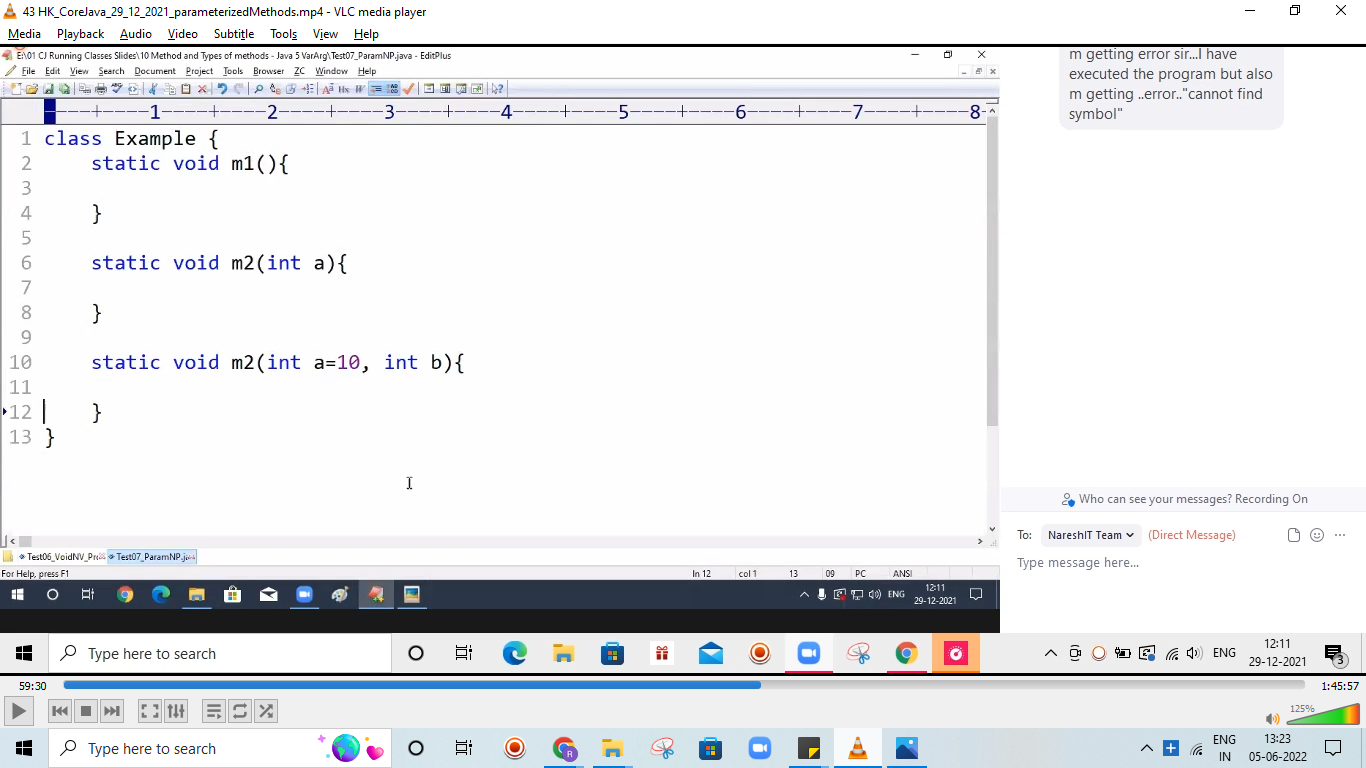 43 HK_CoreJava_29_12_2021_parameterizedMethods.mp4 - VLC media player
Media Playback Audio Video Subtitle Tools View Help
E:\01 CJ Running Classes Slides\10 Method and Types of methods - Java 5 VarArg\Test07_ParamNP.java - EditPlus
File Edit View Search Document Project Tools Browser ZC Window Help
1 2 3 4 5 6 7 8
1 class Example {
2 static void m1(){
3
4 }
5
6 static void m2(int a){
7
8 }
9
10 static void m2(int a=10, int b){
11
12 }
13 }
Test06_VoidNV_Pr Test07_ParamNP.ja
For Help, press F1
ln 12 col 1 13 09 PC ANSI
ENG
12:11
29-12-2021
m getting error sir...I have
executed the program but also
m getting ..error.."cannot find
symbol"
Who can see your messages? Recording On
To: NareshIT Team (Direct Message)
Type message here...
Type here to search
ENG
12:11
29-12-2021
3
59:30
1:45:57
125%
Type here to search
ENG
IN
13:23
05-06-2022